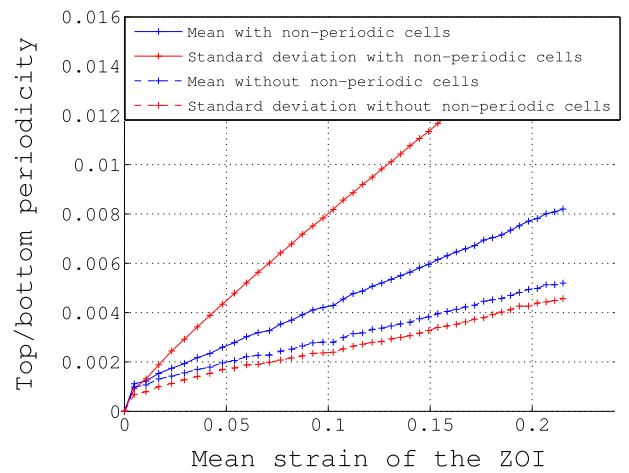 0.016
0.014
0.012
0.01
0.008
0.006
0.004
0.002
0
Top/bottom periodicity
Mean with non-periodic cells
Standard deviation with non-periodic cells
Mean without non-periodic cells
Standard deviation without non-periodic cells
0 0.05 0.1 0.15 0.2
Mean strain of the ZOI